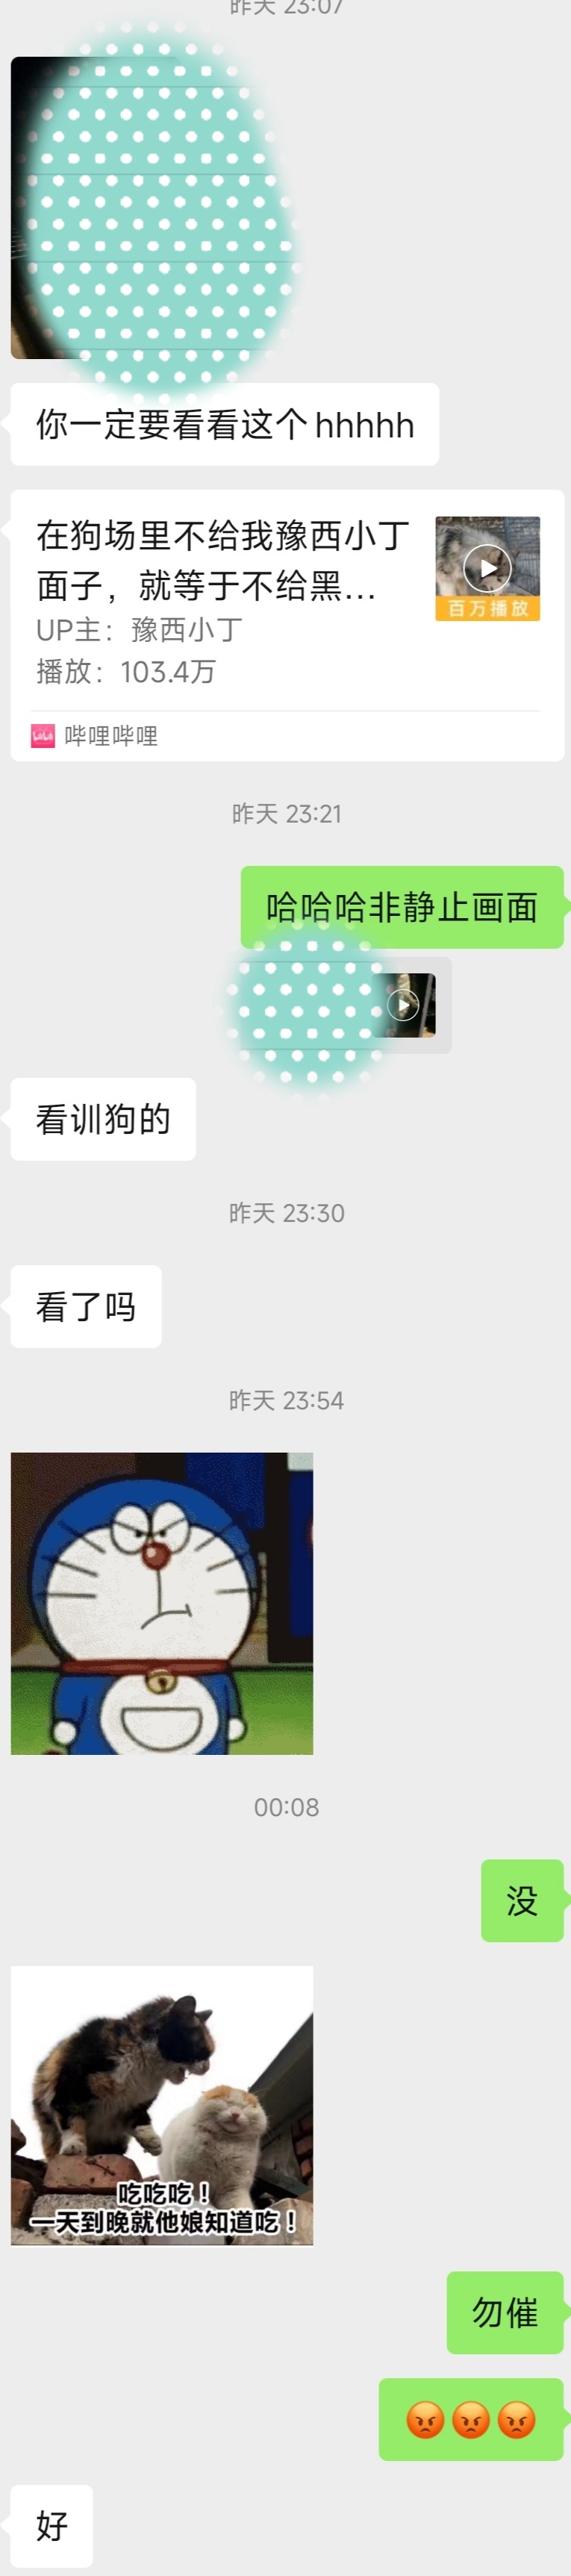 昨天 23:07
你一定要看看这个hhhhh
在狗场里不给我豫西小丁
面子，就等于不给黑...
UP主：豫西小丁
播放：103.4万
百万播放
哔哩哔哩
昨天 23:21
哈哈哈非静止画面
看训狗的
昨天 23:30
看了吗
昨天 23:54
00:08
没
吃吃吃！
一天到晚就他娘知道吃！
勿催
😡😡😡
好